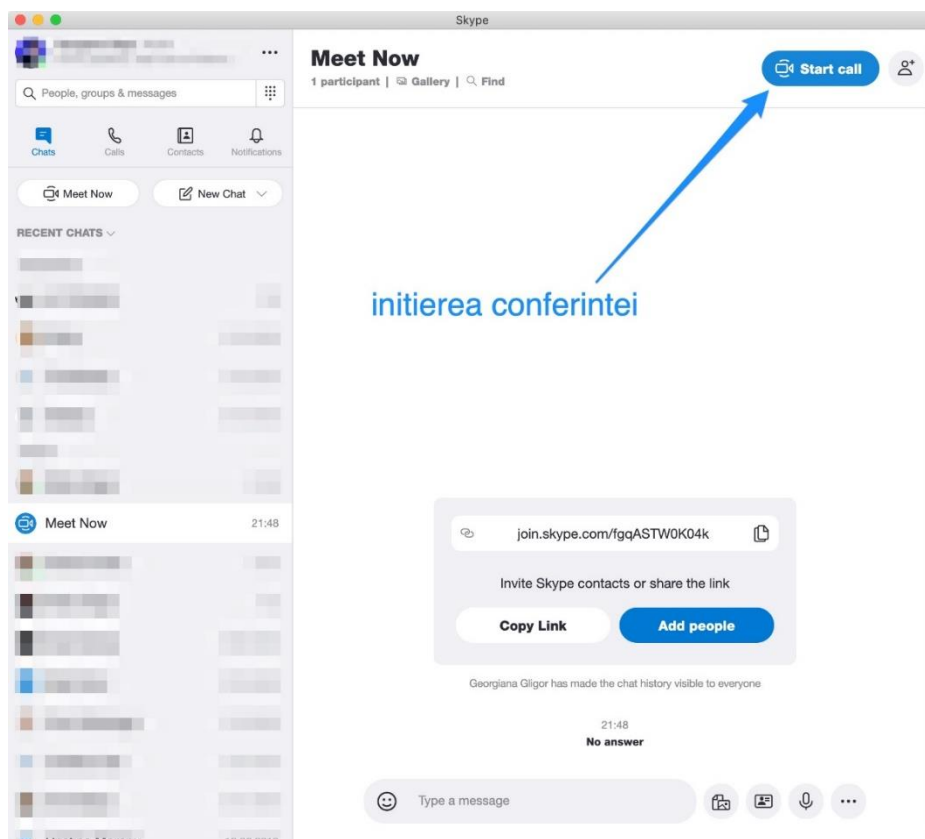 Skype
People, groups & messages
Chats
Calls
Contacts
Notifications
Meet Now
New Chat
RECENT CHATS
Meet Now
21:48
Meet Now
1 participant | Gallery | Find
Start call
initierea conferintei
join.skype.com/fgqASTW0K04k
Invite Skype contacts or share the link
Copy Link
Add people
Georgiana Gligor has made the chat history visible to everyone
21:48
No answer
Type a message